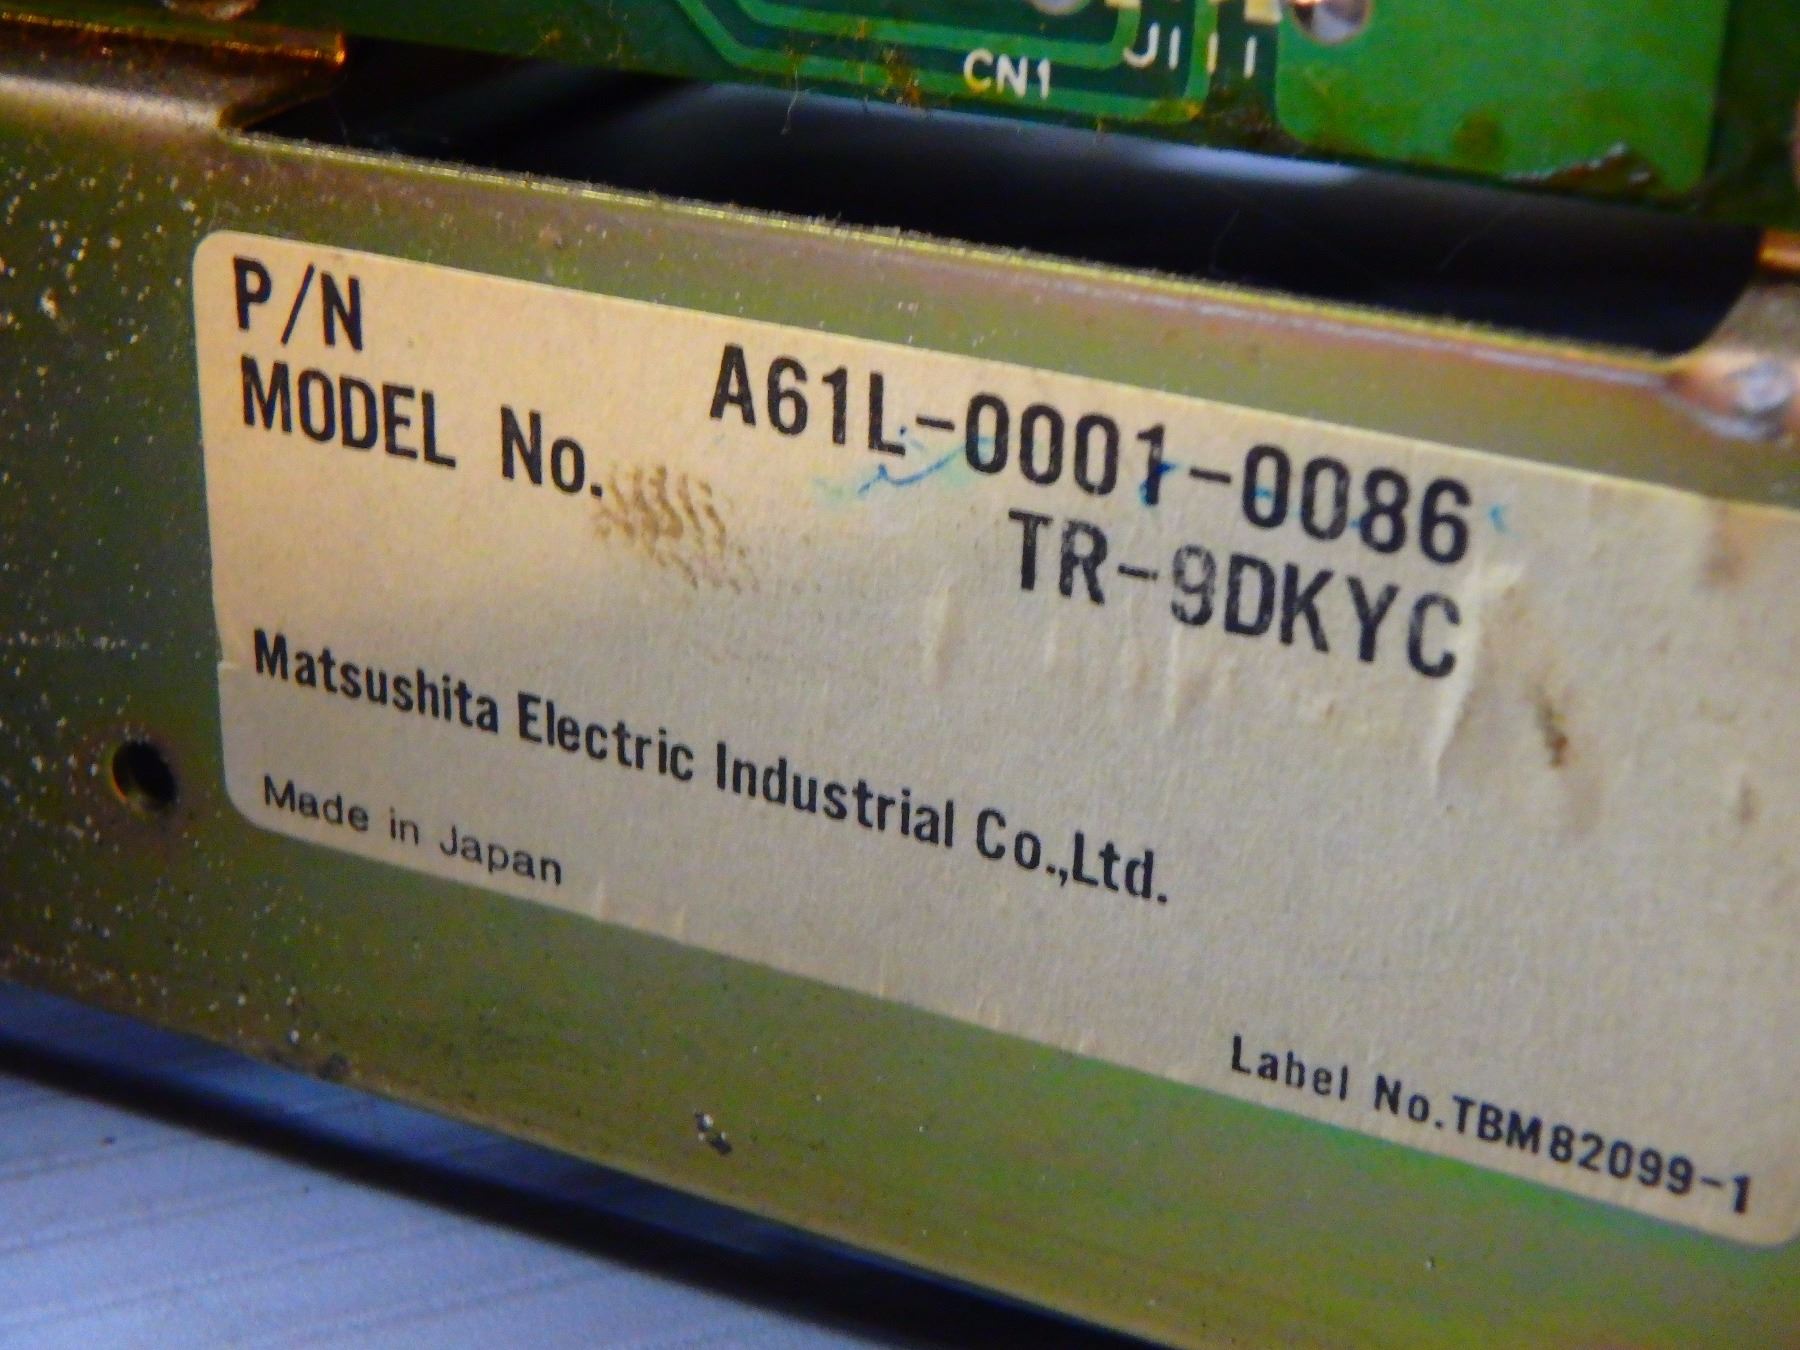 CN1
J111
P/N A61L-0001-0086
MODEL No. TR-9DKYC
Matsushita Electric Industrial Co.,Ltd.
Made in Japan
Label No.TBM82099-1